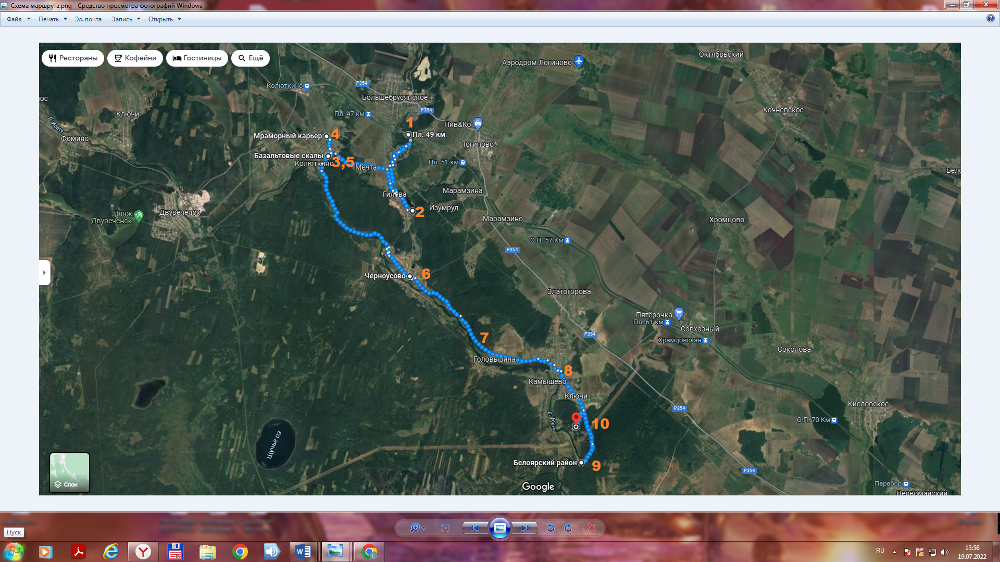 Схема маршрута.png - Средство просмотра фотографий Windows
Файл Печать Эл. почта Запись Открыть
Рестораны Кофейни Гостиницы Ещё
Октябрьский
Аэродром Логиново
Колюткино
P354
Большебрусянское
Ключи
Пл. 47 км
P354
Кочневское
р. Исеть
Фомино
1
Пив&Ко
Мраморный карьер 4
Пл. 49 км
Логиново
Базальтовые скалы
Колюткино
3,5
Мечта
Пл. 51 км
Марамзина
Гилёва
2
Изумруд
Пляж
Двуреченск
Двуреченск
Марамзино
Хромцово
О.П. 57 Км
P354
Черноусово 6
Златогорова
Пятёрочка
Пл. 61 км
Совхозный
P354
Храмцовская
7
Соколова
Головырина
8
Камышево
Ключи
Кисловское
P354
р. Исеть
О.П. 70 Км
10
Щучье оз.
Белоярский район
9
P354
Слои
Google
Перебор
Первомайский
Пуск
RU
13:56
19.07.2022